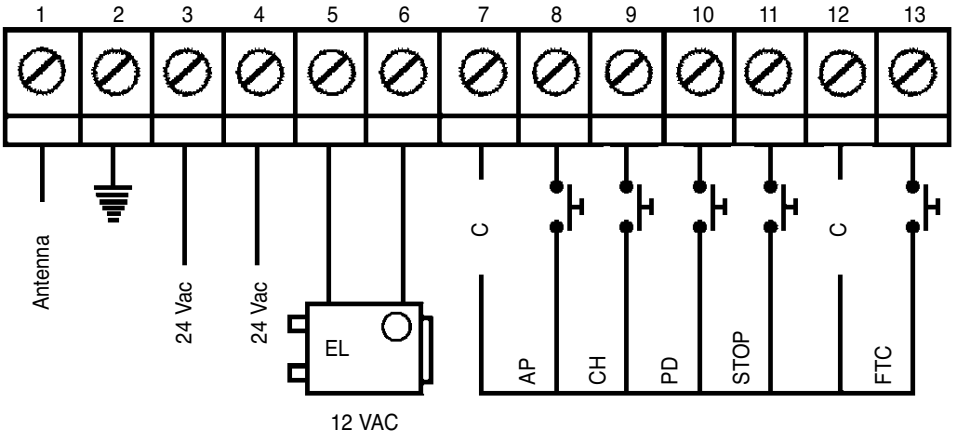 1 2 3 4 5 6 7 8 9 10 11 12 13
Antenna
24 Vac
24 Vac
EL
12 VAC
C
AP
CH
PD
STOP
C
FTC